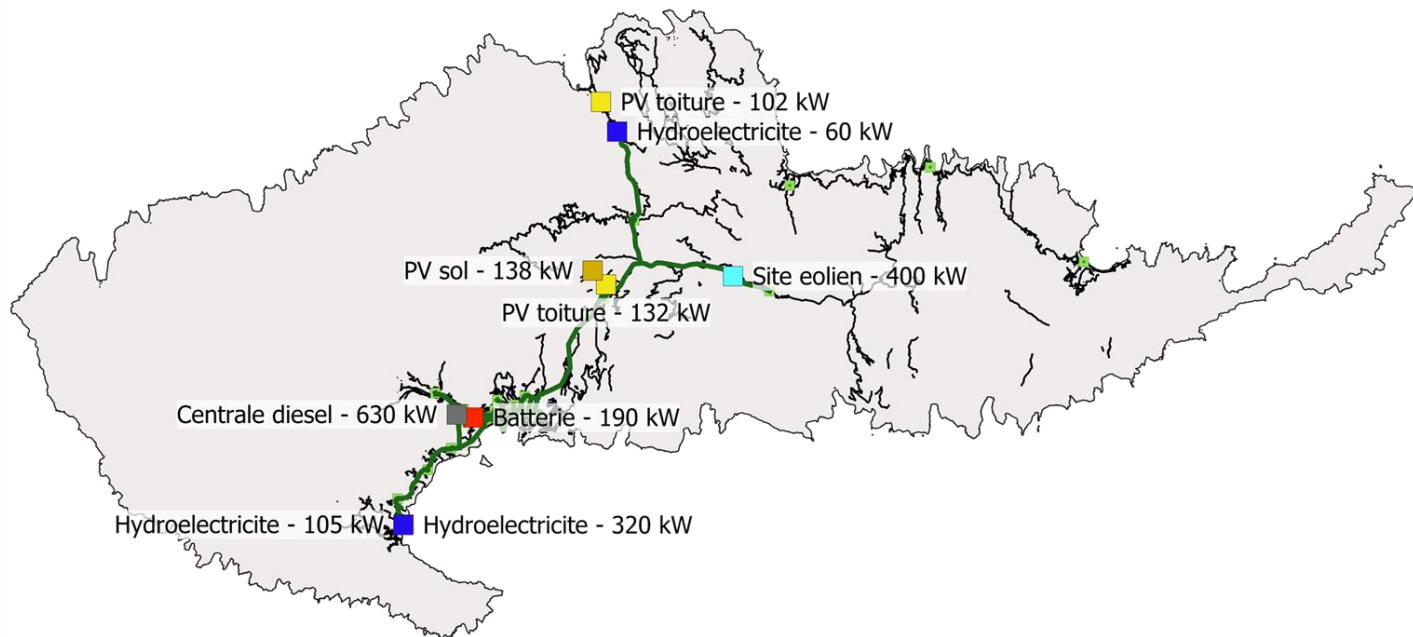 PV toiture - 102 kW
Hydroelectricite - 60 kW
PV sol - 138 kW
Site eolien - 400 kW
PV toiture - 132 kW
Centrale diesel - 630 kW
Batterie - 190 kW
Hydroelectricite - 105 kW
Hydroelectricite - 320 kW